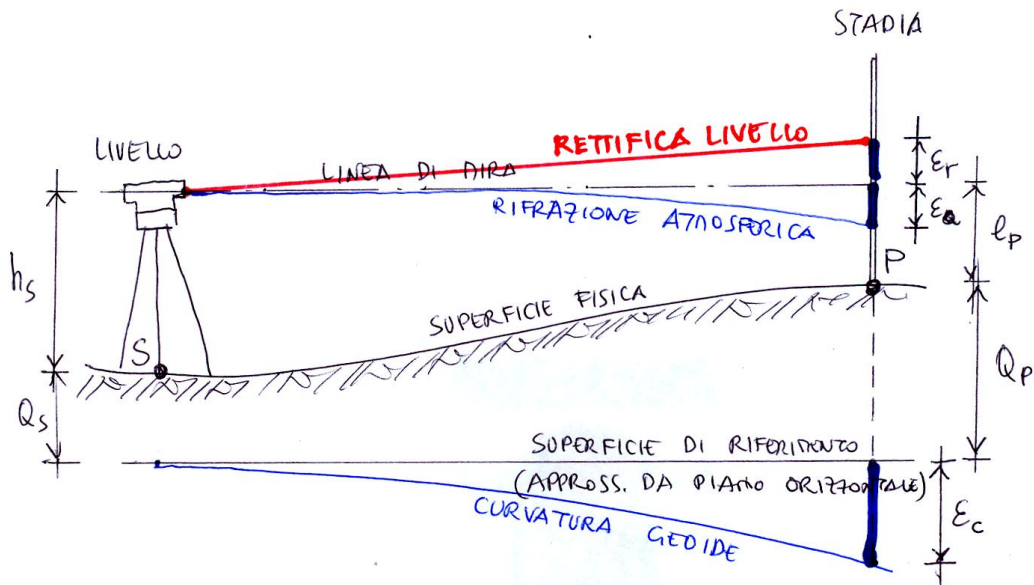 STADIA
RETTIFICA LIVELLO
LIVELLO
LINEA DI MIRA
εr
RIFRAZIONE ATMOSFERICA
εa
lP
hS
P
SUPERFICIE FISICA
S
QS
QP
SUPERFICIE DI RIFERIMENTO
(APPROSS. DA PIANO ORIZZONTALE)
CURVATURA GEOIDE
εc